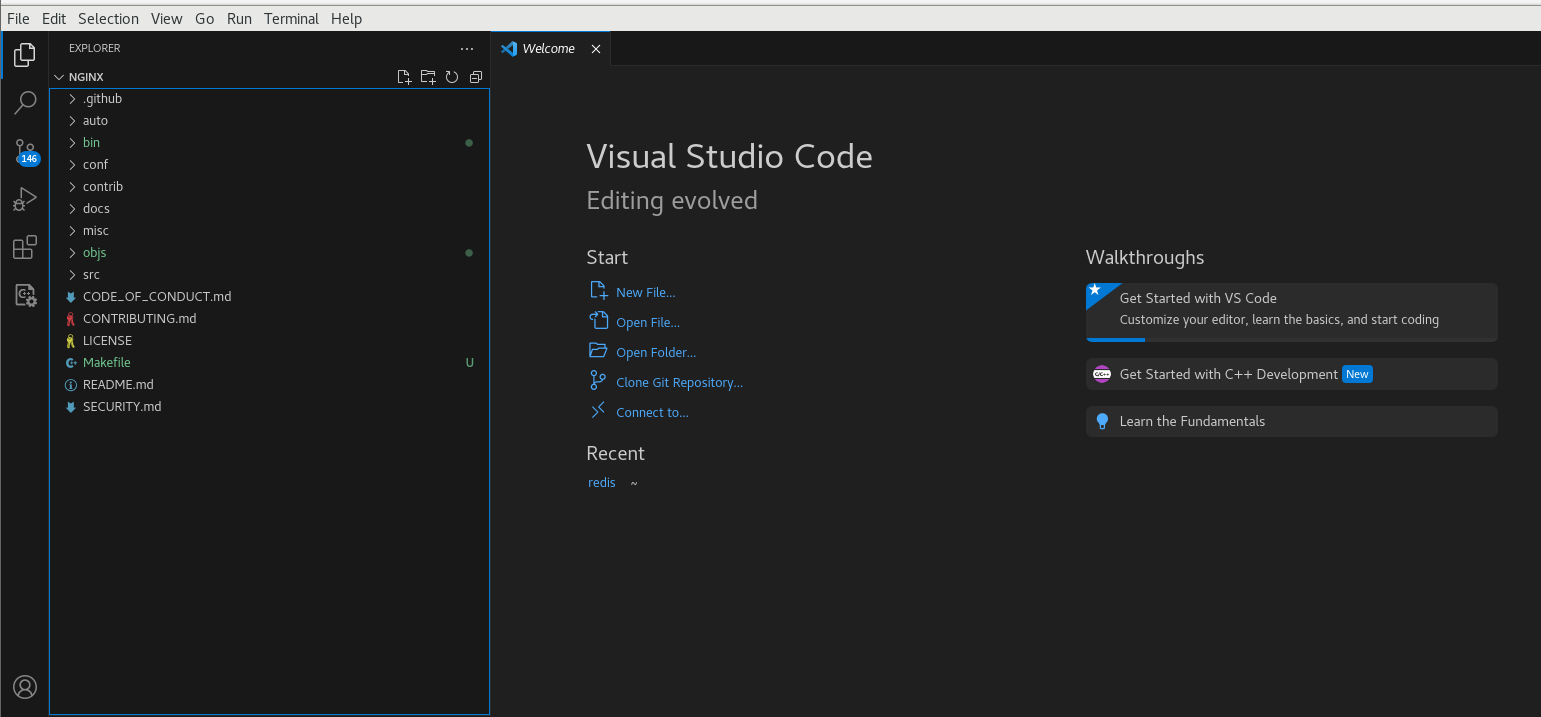 File Edit Selection View Go Run Terminal Help
EXPLORER
NGINX
.github
auto
bin
conf
contrib
docs
misc
objs
src
CODE_OF_CONDUCT.md
CONTRIBUTING.md
LICENSE
Makefile U
README.md
SECURITY.md
146
Welcome
Visual Studio Code
Editing evolved
Start
New File...
Open File...
Open Folder...
Clone Git Repository...
Connect to...
Recent
redis ~
Walkthroughs
Get Started with VS Code
Customize your editor, learn the basics, and start coding
C/C++ Get Started with C++ Development New
Learn the Fundamentals